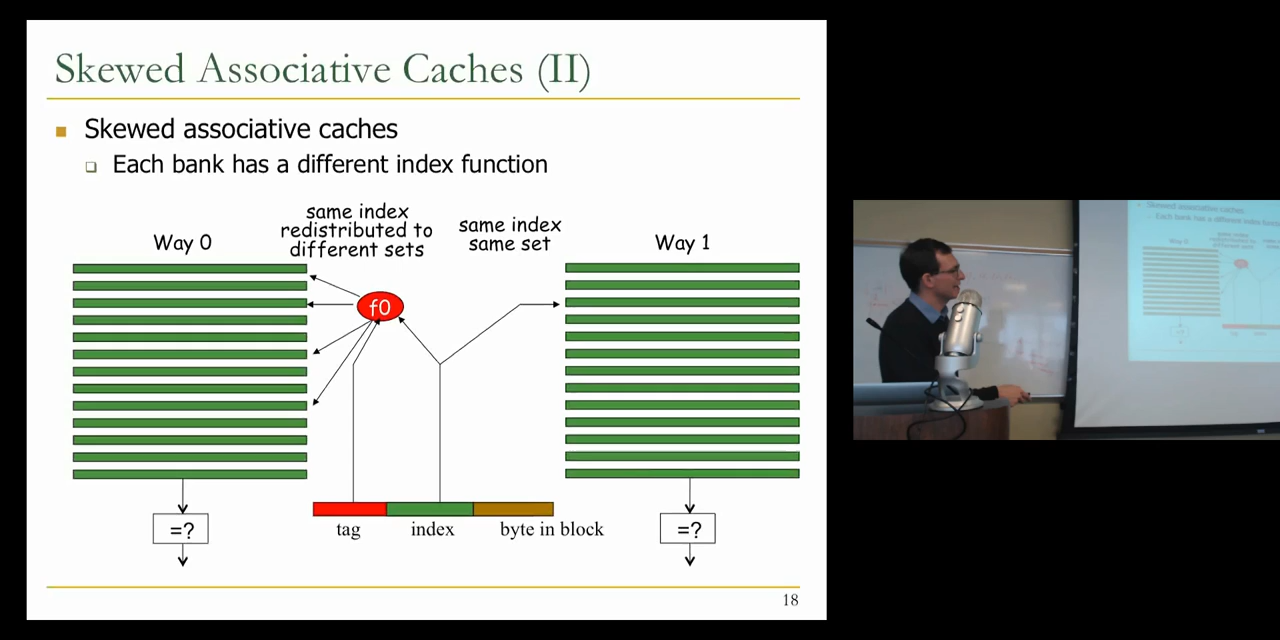 Skewed Associative Caches (II)
Skewed associative caches
Each bank has a different index function
same index
redistributed to
different sets
same index
same set
Way 0
Way 1
f0
tag
index
byte in block
=?
=?
18